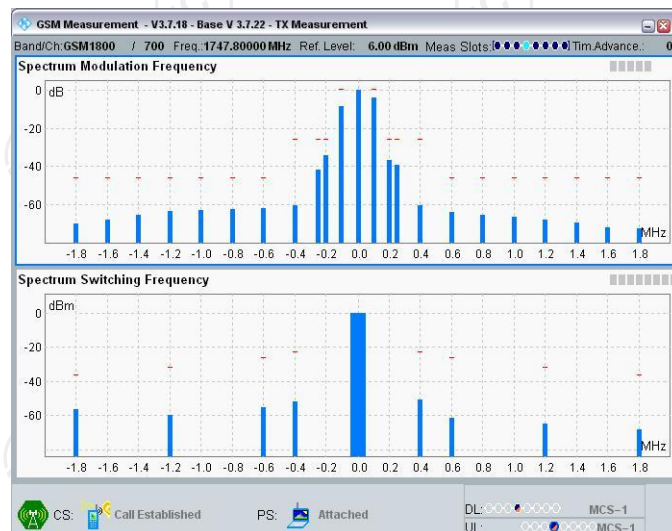 GSM Measurement - V3.7.18 - Base V 3.7.22 - TX Measurement
Band/Ch:GSM1800 / 700 Freq.:1747.80000 MHz Ref. Level: 6.00 dBm Meas Slots: Tim.Advance.: 0
Spectrum Modulation Frequency
0 dB
-20
-40
-60
MHz
-1.8 -1.6 -1.4 -1.2 -1.0 -0.8 -0.6 -0.4 -0.2 0.0 0.2 0.4 0.6 0.8 1.0 1.2 1.4 1.6 1.8
Spectrum Switching Frequency
0 dBm
-20
-40
-60
MHz
-1.8 -1.6 -1.4 -1.2 -1.0 -0.8 -0.6 -0.4 -0.2 0.0 0.2 0.4 0.6 0.8 1.0 1.2 1.4 1.6 1.8
CS: Call Established PS: Attached DL: MCS-1
UL: MCS-1